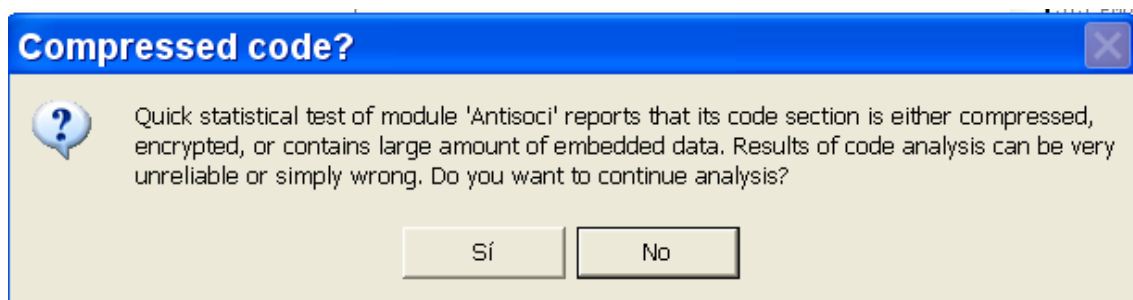 Compressed code?
Quick statistical test of module 'Antisoci' reports that its code section is either compressed,
encrypted, or contains large amount of embedded data. Results of code analysis can be very
unreliable or simply wrong. Do you want to continue analysis?
Sí
No